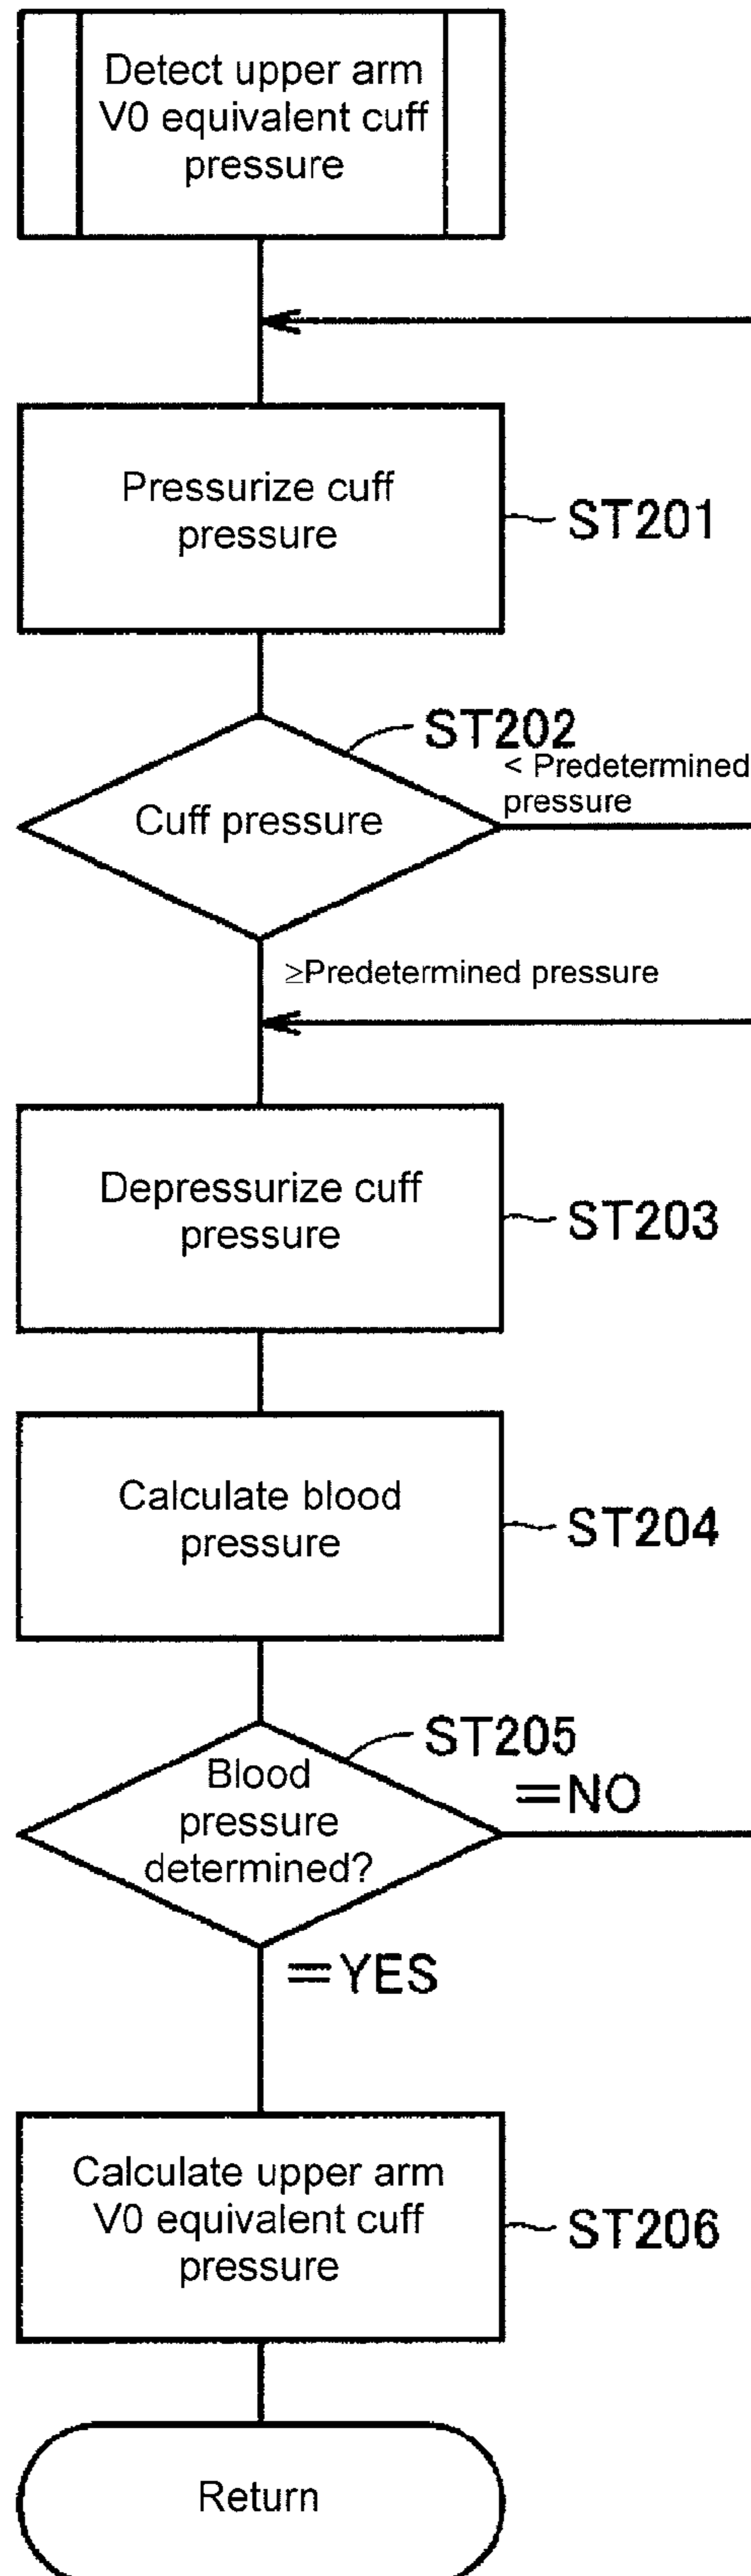 Detect upper arm
V0 equivalent cuff
pressure
Pressurize cuff
pressure
ST201
ST202
< Predetermined
pressure
Cuff pressure
≥Predetermined pressure
Depressurize cuff
pressure
ST203
Calculate blood
pressure
ST204
ST205
Blood
pressure
determined?
=NO
=YES
Calculate upper arm
V0 equivalent cuff
pressure
ST206
Return